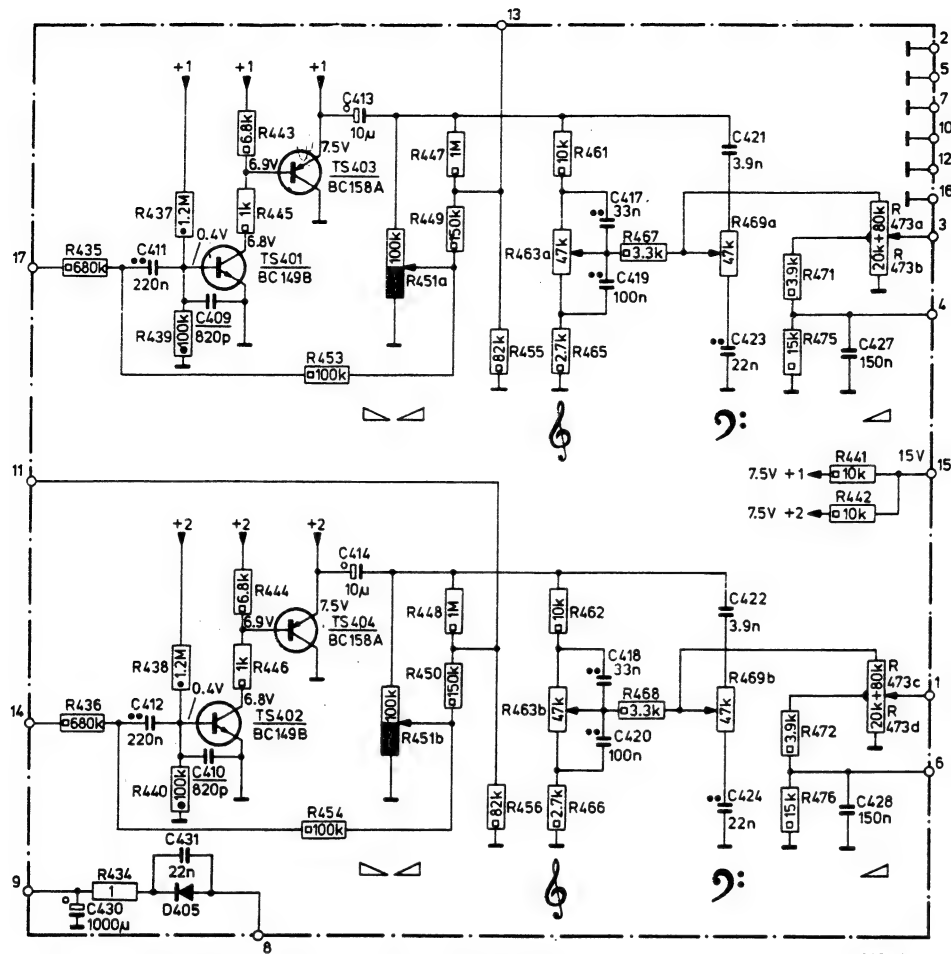 13
2
5
7
10
12
16
3
4
17
+1
+1
+1
C413
10µ
6.8k
R443
7.5V
6.9V
TS403
BC158A
R447
1M
R461
10k
C421
3.9n
R437
1.2M
R445
1k
0.4V
6.8V
R449
150k
C417
33n
R435
680k
C411
220n
TS401
BC149B
100k
R451a
R463a
47k
R467
3.3k
R469a
47k
R
473a
20k+80k
R
473b
R471
3.9k
C419
100n
R439
100k
C409
820p
R453
100k
82k
R455
2.7k
R465
C423
22n
R475
15k
C427
150n
11
R441
10k
15V
15
7.5V +1
R442
10k
7.5V +2
+2
+2
+2
C414
10µ
6.8k
R444
7.5V
6.9V
TS404
BC158A
R448
1M
R462
10k
C422
3.9n
R438
1.2M
R446
1k
0.4V
6.8V
R450
150k
C418
33n
14
R436
680k
C412
220n
TS402
BC149B
100k
R451b
R463b
47k
R468
3.3k
R469b
47k
R
473c
20k+80k
R
473d
1
R472
3.9k
C420
100n
R440
100k
C410
820p
R454
100k
82k
R456
2.7k
R466
C424
22n
R476
15k
C428
150n
6
9
R434
1
C431
22n
D405
C430
1000µ
8